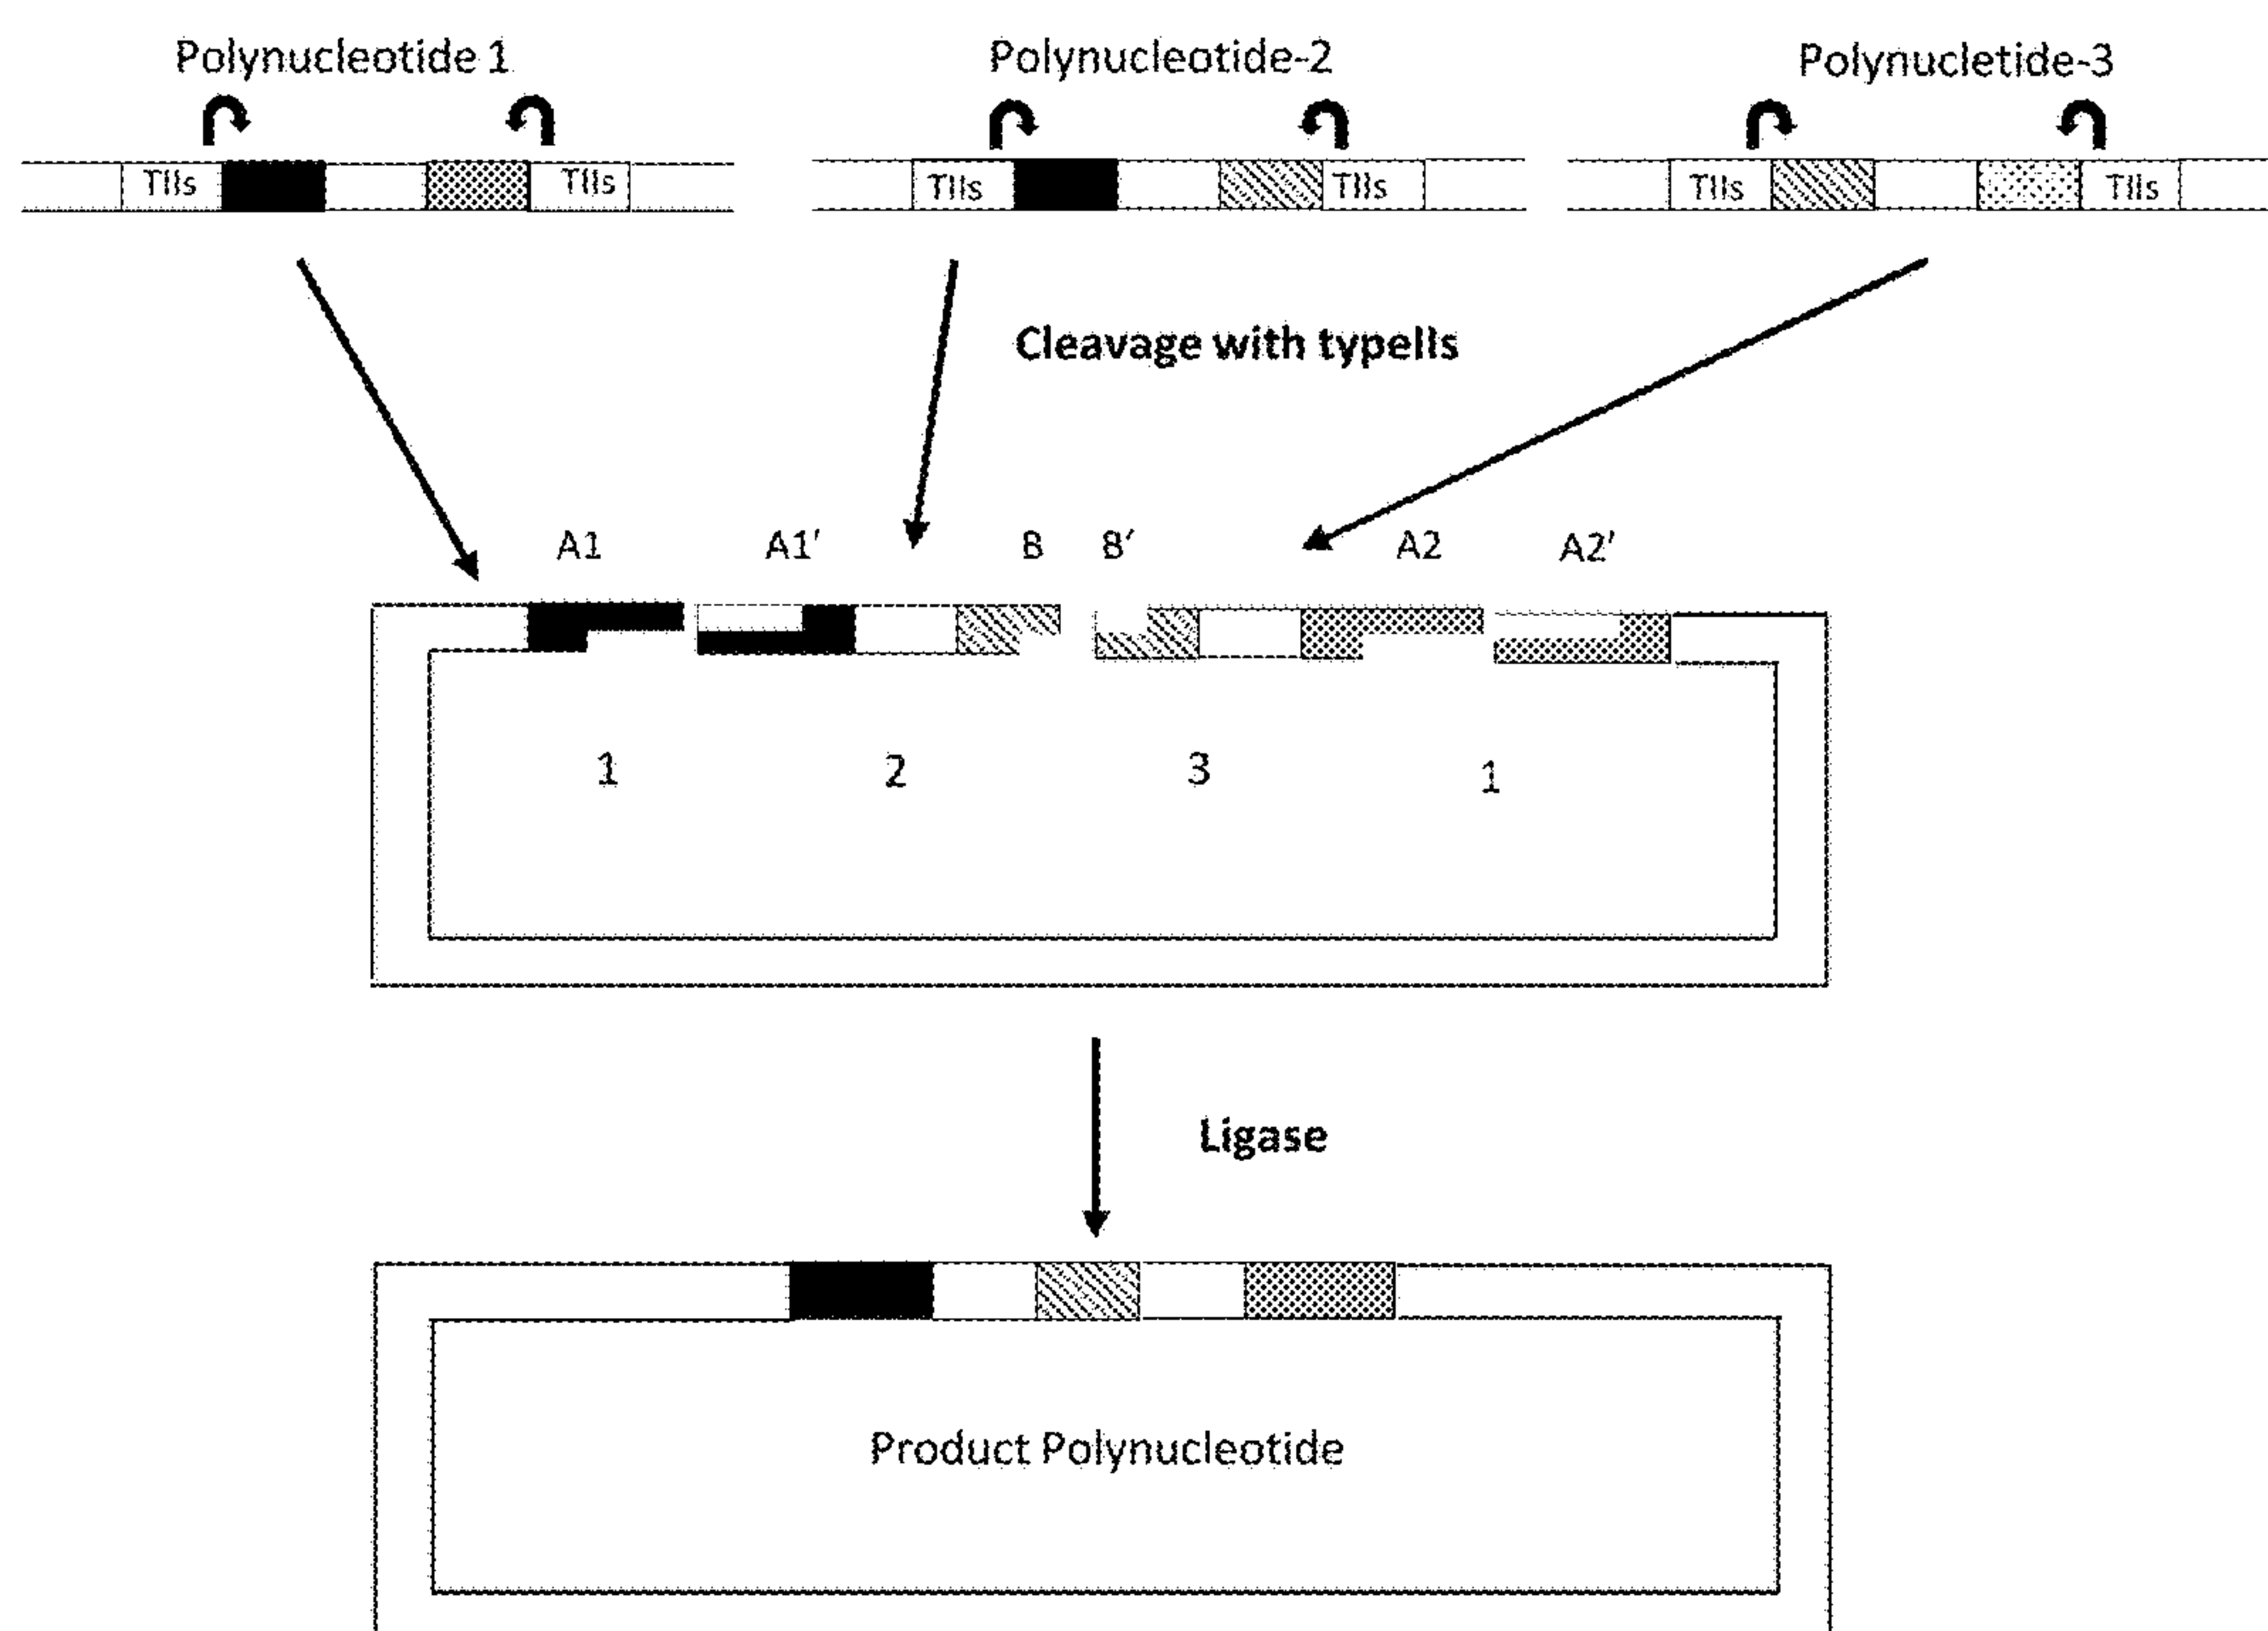 Polynucleotide 1 Polynucleotide-2 Polynucletide-3
TIIs TIIs TIIs TIIs TIIs TIIs
Cleavage with typeIIs
A1 A1′ B B′ A2 A2′
1 2 3 1
Ligase
Product Polynucleotide